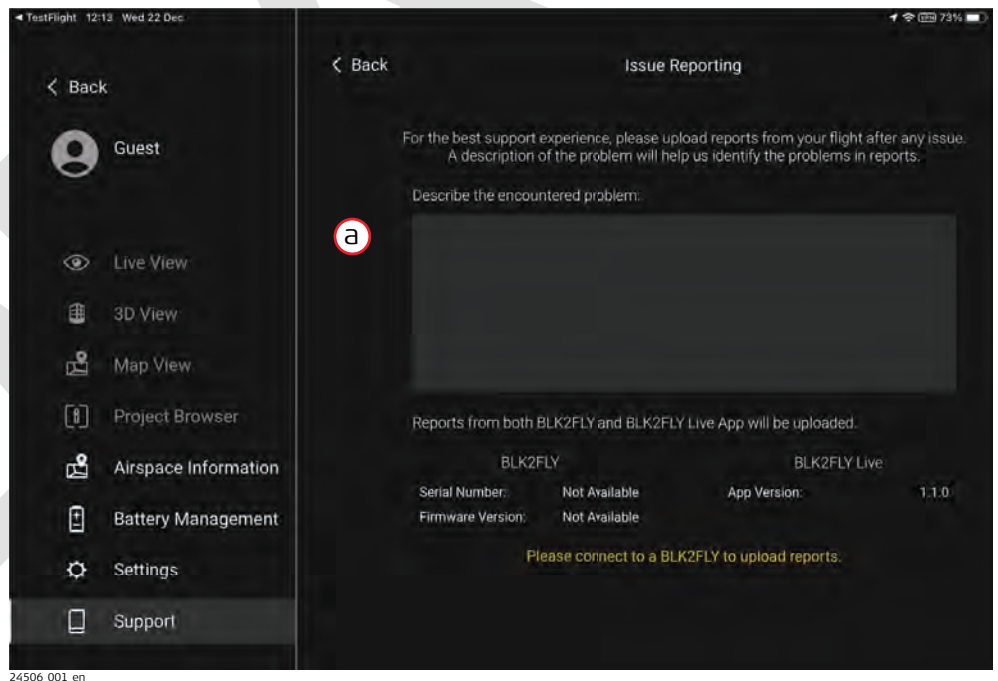 ◄ TestFlight 12:13 Wed 22 Dec
73%
Back
Guest
Live View
3D View
Map View
Project Browser
Airspace Information
Battery Management
Settings
Support
Back
Issue Reporting
For the best support experience, please upload reports from your flight after any issue.
A description of the problem will help us identify the problems in reports.
Describe the encountered problem:
a
Reports from both BLK2FLY and BLK2FLY Live App will be uploaded.
BLK2FLY
BLK2FLY Live
Serial Number: Not Available
App Version: 1.1.0
Firmware Version: Not Available
Please connect to a BLK2FLY to upload reports.
24506_001_en